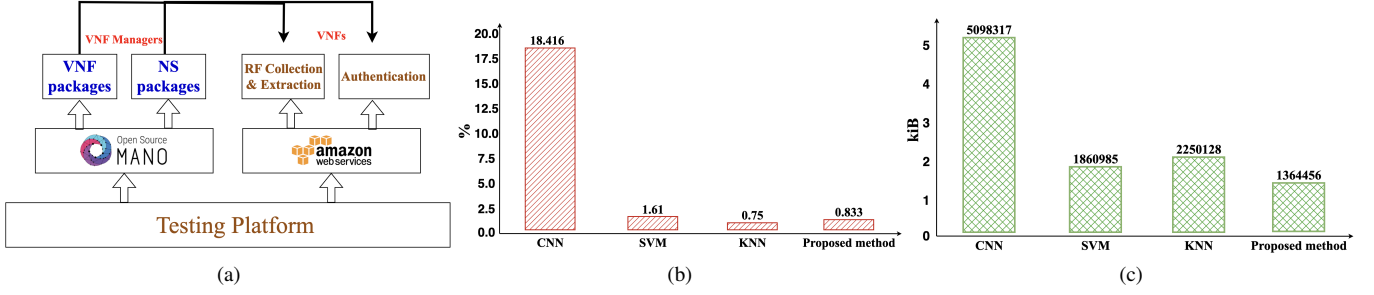 VNF Managers
VNFs
VNF
packages
NS
packages
RF Collection
& Extraction
Authentication
Open Source
MANO
amazon
web services
Testing Platform
(a)
%
20.0
17.5
15.0
12.5
10.0
7.5
5.0
2.5
0.0
18.416
1.61
0.75
0.833
CNN
SVM
KNN
Proposed method
(b)
kiB
5
4
3
2
1
0
5098317
1860985
2250128
1364456
CNN
SVM
KNN
Proposed method
(c)